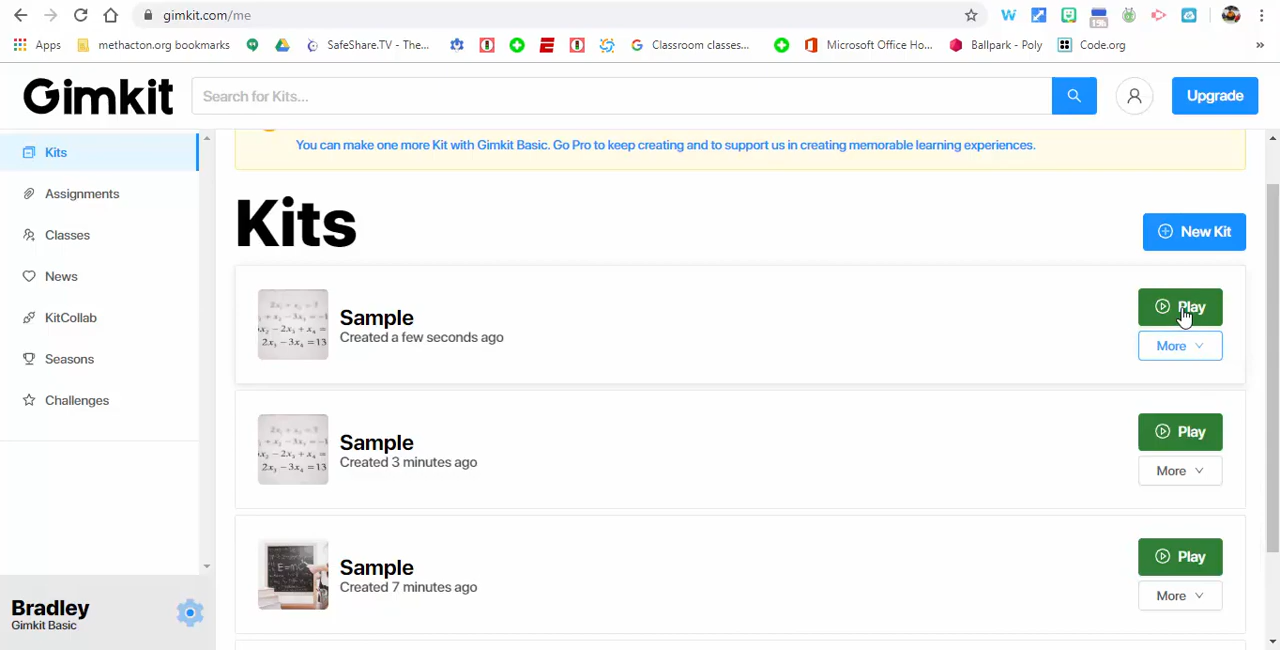 gimkit.com/me
15.1
Apps
methacton.org bookmarks
SafeShare.TV - The...
Classroom classes...
Microsoft Office Ho...
Ballpark - Poly
Code.org
»
Gimkit
Search for Kits...
Upgrade
Kits
Assignments
Classes
News
KitCollab
Seasons
Challenges
Bradley
Gimkit Basic
You can make one more Kit with Gimkit Basic. Go Pro to keep creating and to support us in creating memorable learning experiences.
Kits
New Kit
Sample
Created a few seconds ago
Play
More
Sample
Created 3 minutes ago
Play
More
Sample
Created 7 minutes ago
Play
More